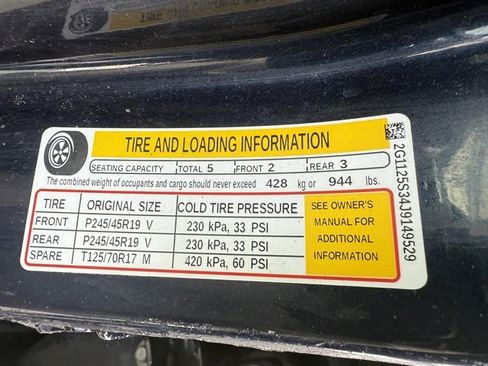 TIRE AND LOADING INFORMATION
SEATING CAPACITY TOTAL 5 FRONT 2 REAR 3
The combined weight of occupants and cargo should never exceed 428 kg or 944 lbs.
TIRE ORIGINAL SIZE COLD TIRE PRESSURE
FRONT P245/45R19 V 230 kPa, 33 PSI
REAR P245/45R19 V 230 kPa, 33 PSI
SPARE T125/70R17 M 420 kPa, 60 PSI
SEE OWNER'S
MANUAL FOR
ADDITIONAL
INFORMATION
2G1125S34J9149529